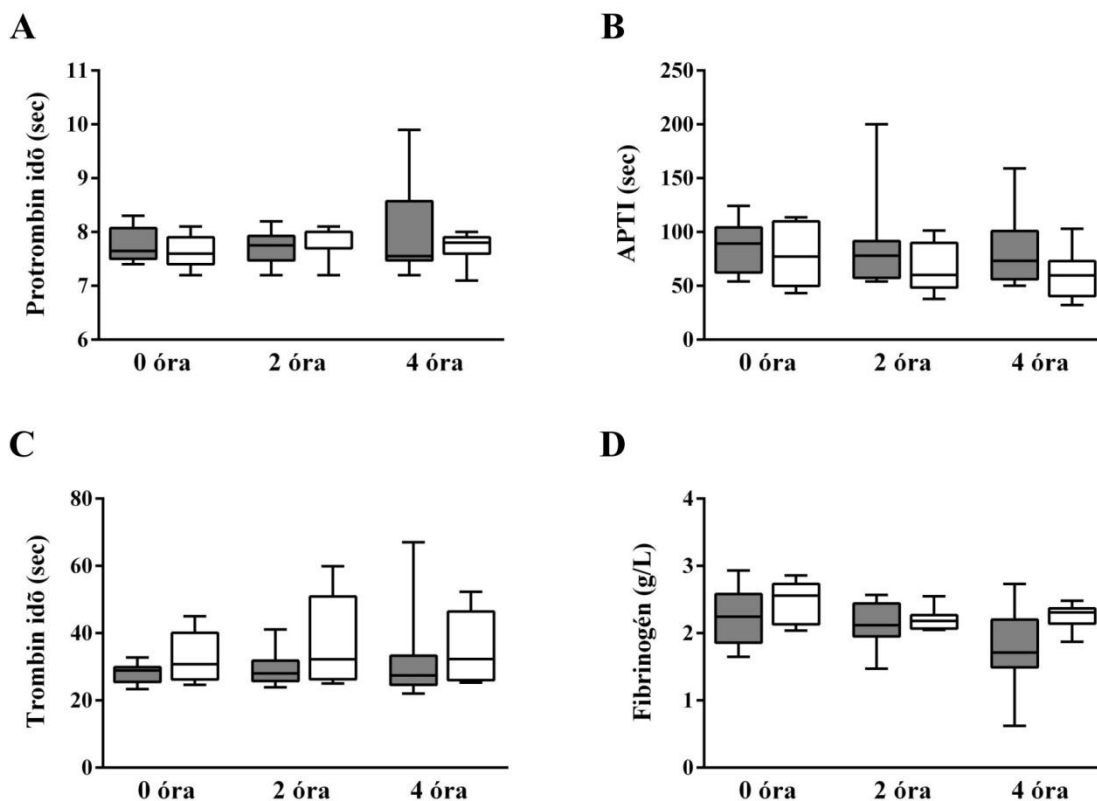 A
Protrombin idõ (sec)
11
10
9
8
7
6
0 óra
2 óra
4 óra
B
APTI (sec)
250
200
150
100
50
0
0 óra
2 óra
4 óra
C
Trombin idõ (sec)
80
60
40
20
0
0 óra
2 óra
4 óra
D
Fibrinogén (g/L)
4
3
2
1
0
0 óra
2 óra
4 óra